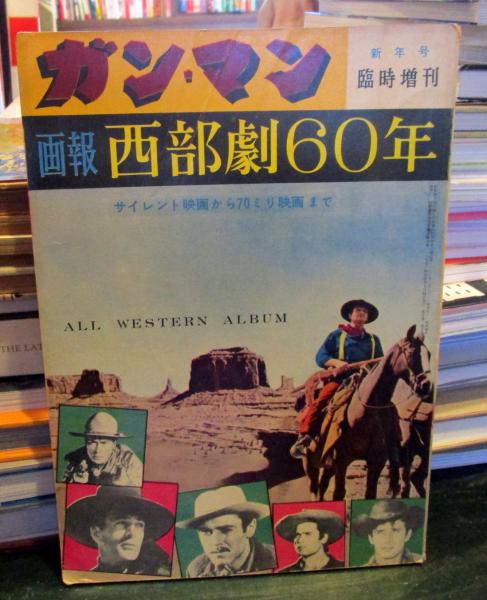 ガン・マン
新年号
臨時増刊
画報 西部劇60年
サイレント映画から70ミリ映画まで
ALL WESTERN ALBUM
THE LAT